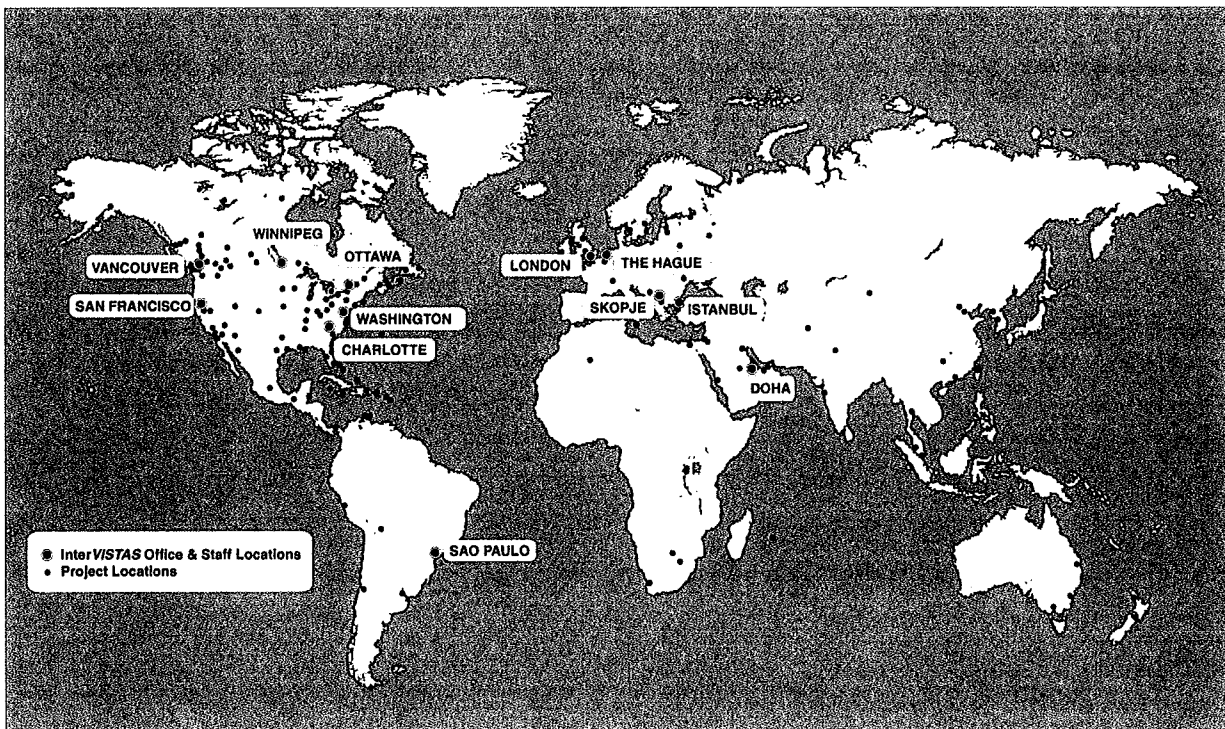 WINNIPEG
OTTAWA
VANCOUVER
SAN FRANCISCO
WASHINGTON
CHARLOTTE
LONDON
THE HAGUE
SKOPJE
ISTANBUL
DOHA
SAO PAULO
InterVISTAS Office & Staff Locations
Project Locations